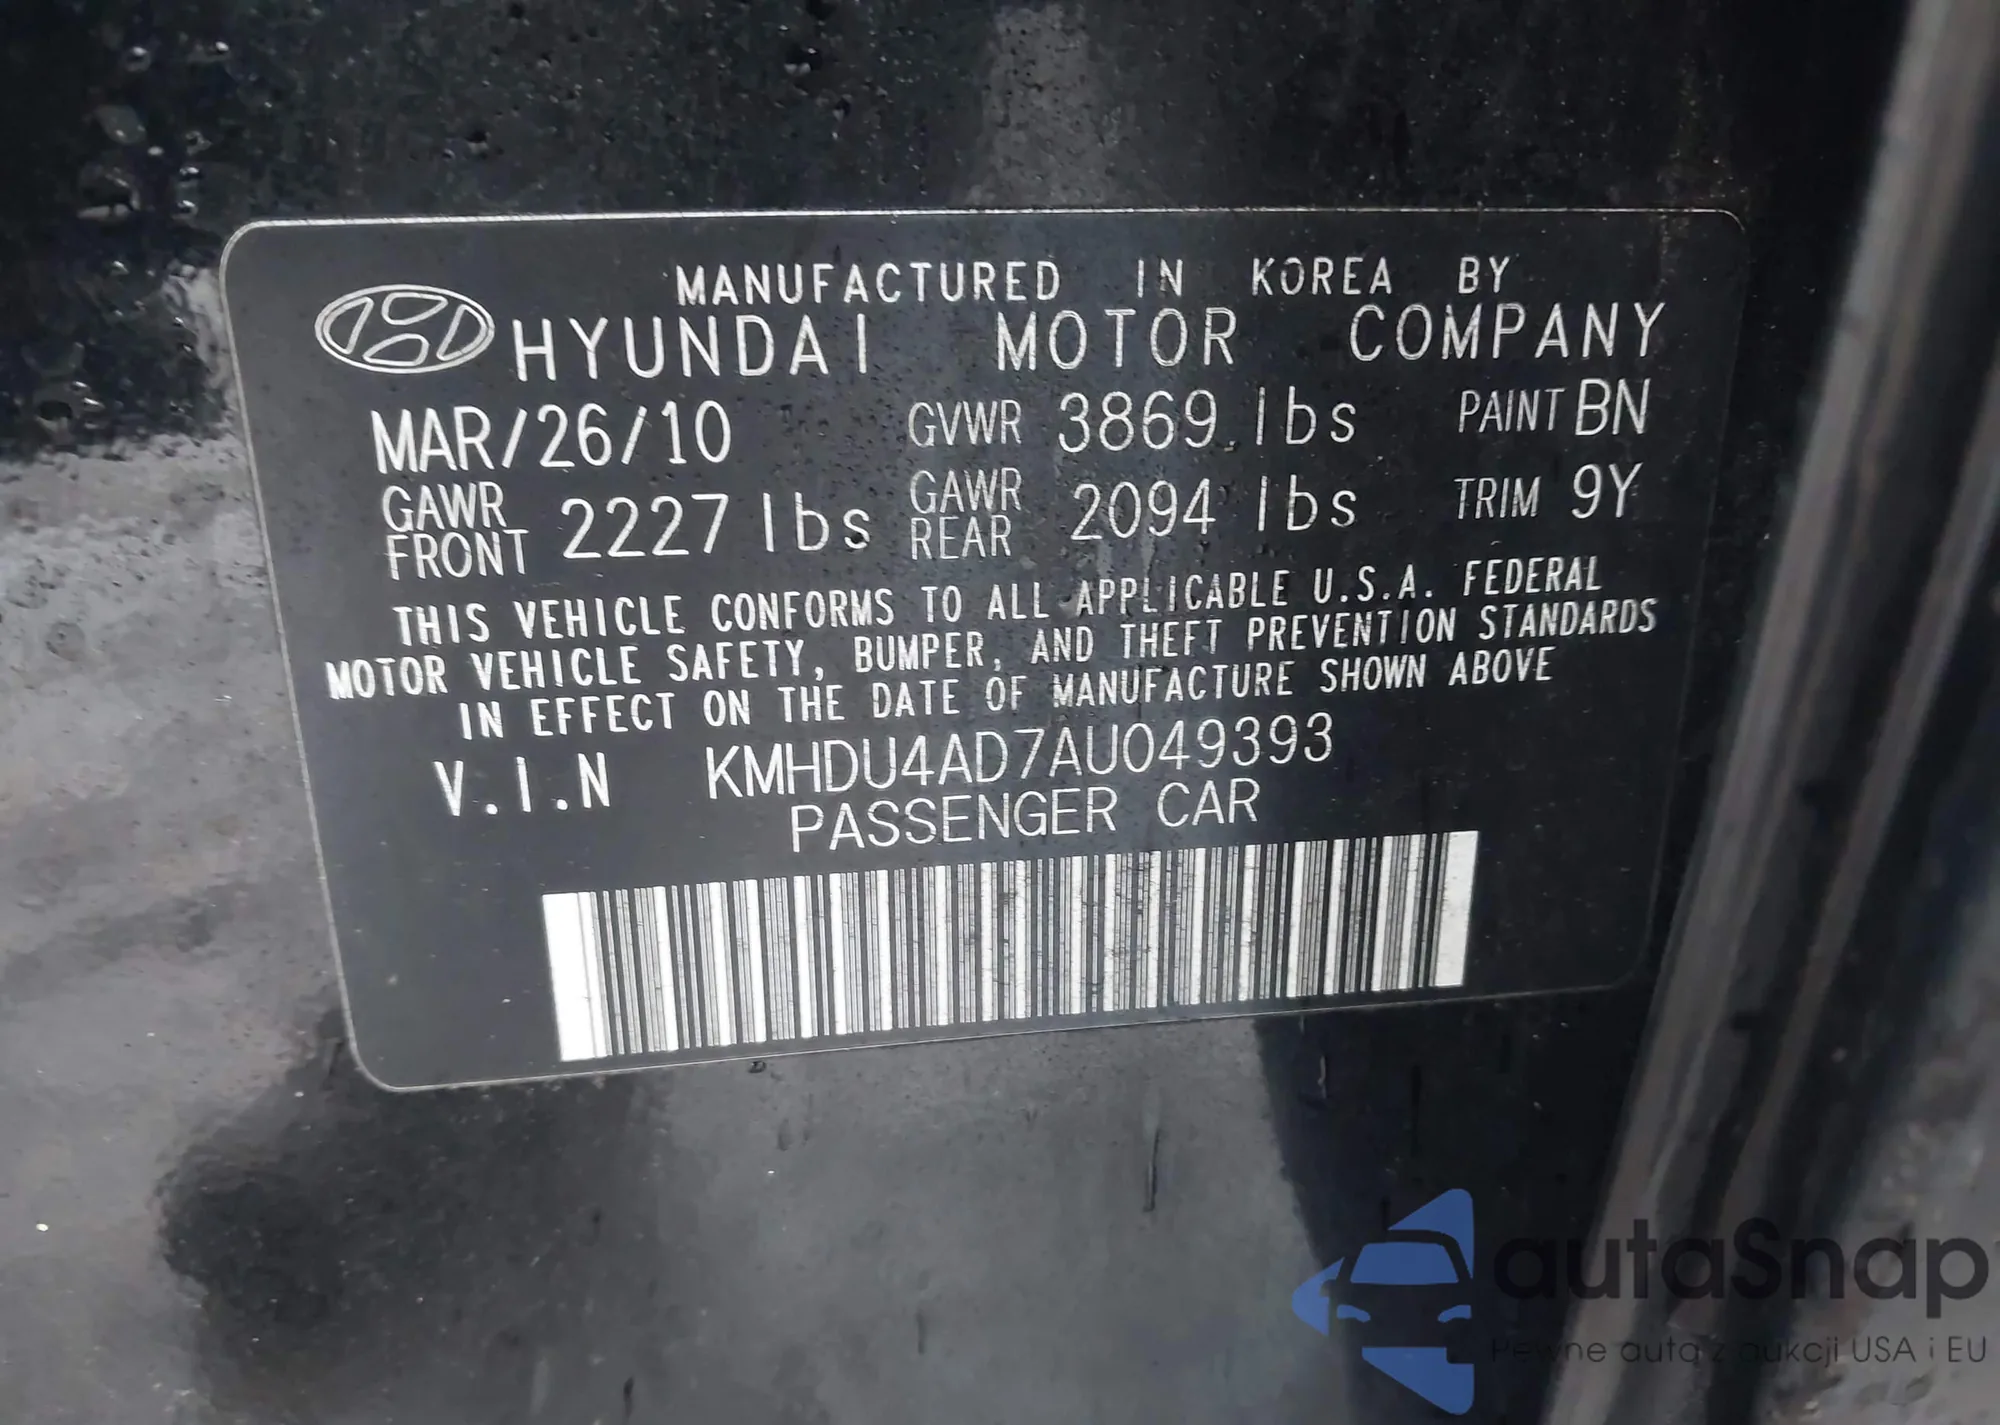 MANUFACTURED IN KOREA BY
HYUNDAI MOTOR COMPANY
MAR/26/10 GVWR 3869 lbs PAINT BN
GAWR FRONT 2227 lbs GAWR REAR 2094 lbs TRIM 9Y
THIS VEHICLE CONFORMS TO ALL APPLICABLE U.S.A. FEDERAL
MOTOR VEHICLE SAFETY, BUMPER, AND THEFT PREVENTION STANDARDS
IN EFFECT ON THE DATE OF MANUFACTURE SHOWN ABOVE
V.I.N KMHDU4AD7AU049393
PASSENGER CAR
autaSnap
Pewne auta z aukcji USA i EU